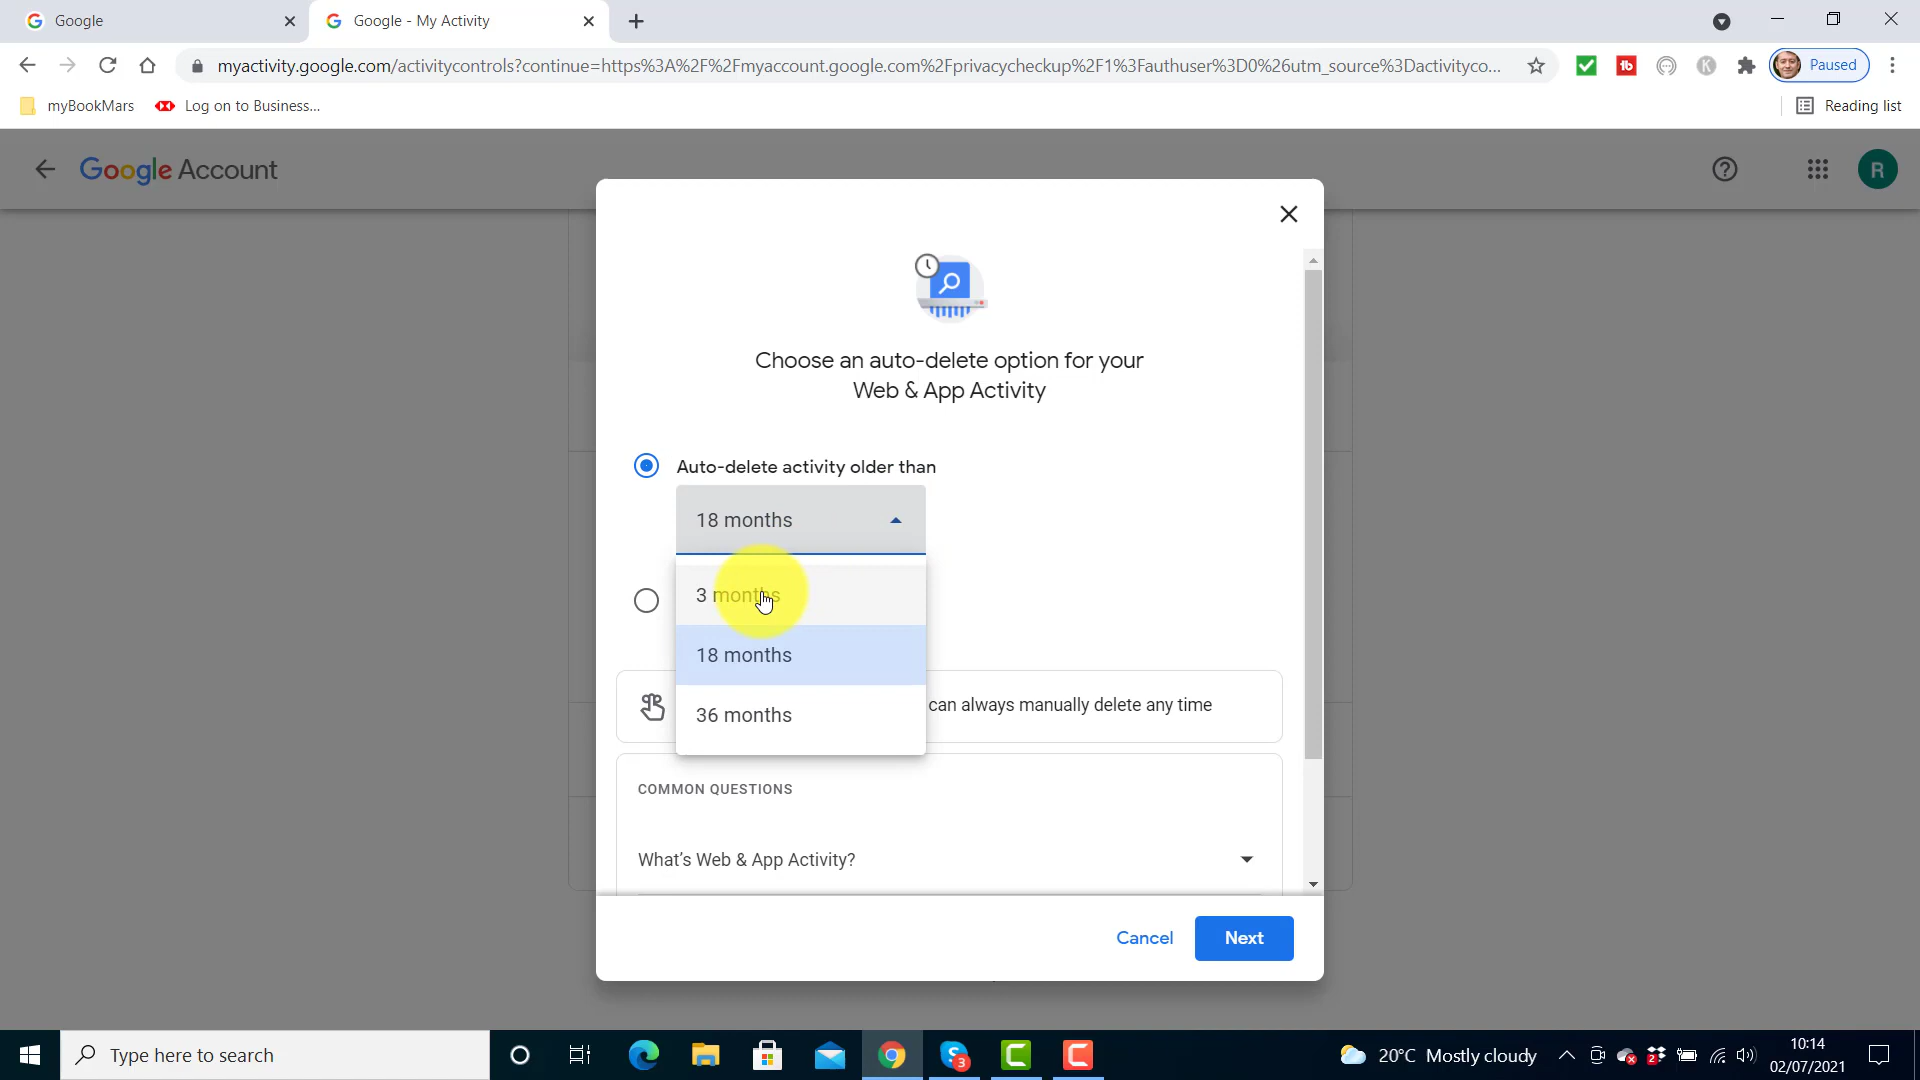 Google
Google - My Activity
myactivity.google.com/activitycontrols?continue=https%3A%2F%2Fmyaccount.google.com%2Fprivacycheckup%2F1%3Fauthuser%3D0%26utm_source%3Dactivityco...
Paused
myBookMars
Log on to Business...
Reading list
Google Account
R
Choose an auto-delete option for your
Web & App Activity
Auto-delete activity older than
18 months
3 months
18 months
36 months
can always manually delete any time
COMMON QUESTIONS
What's Web & App Activity?
Cancel
Next
Type here to search
3
2
20°C Mostly cloudy
10:14
02/07/2021